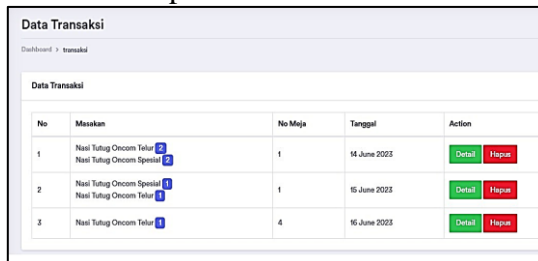 Data Transaksi
Dashboard > transaksi
Data Transaksi
No Masakan No Meja Tanggal Action
1 Nasi Tutug Oncom Telur 2 1 14 June 2023 Detail Hapus
Nasi Tutug Oncom Spesial 2
2 Nasi Tutug Oncom Spesial 1 1 15 June 2023 Detail Hapus
Nasi Tutug Oncom Telur 1
3 Nasi Tutug Oncom Telur 1 4 16 June 2023 Detail Hapus